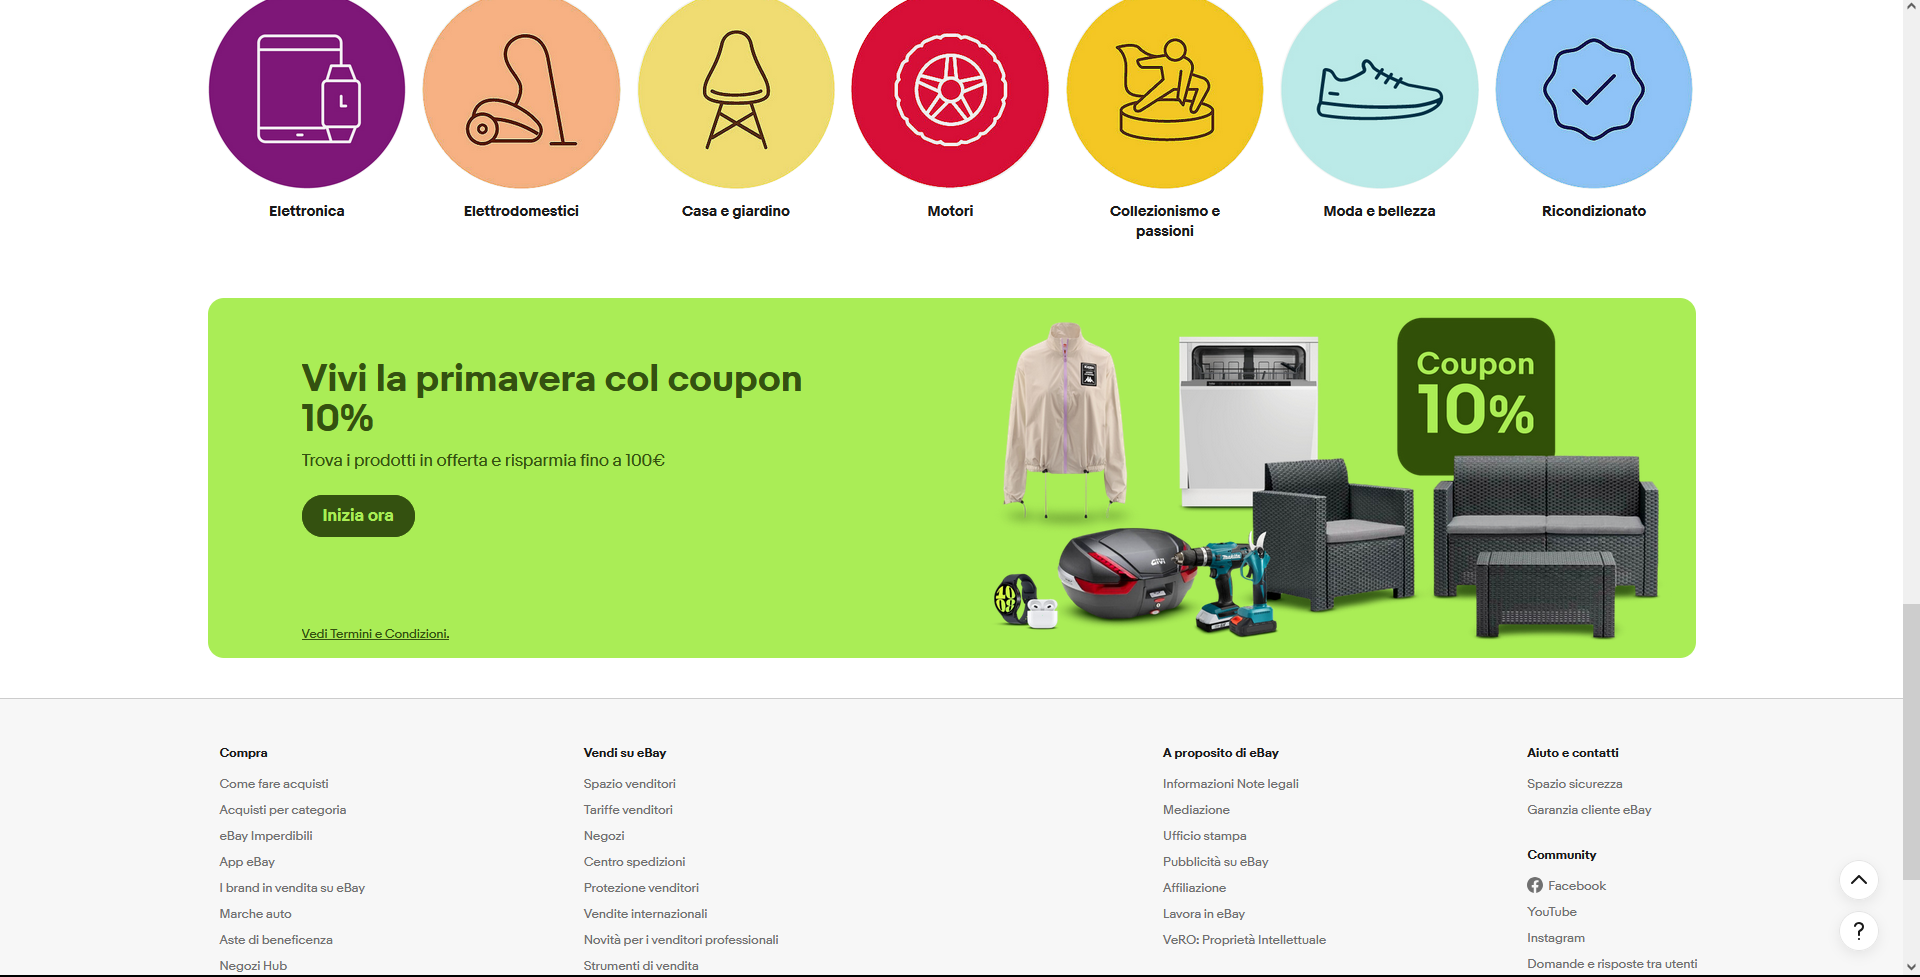 Elettronica
Elettrodomestici
Casa e giardino
Motori
Collezionismo e
passioni
Moda e bellezza
Ricondizionato
Vivi la primavera col coupon
10%
Trova i prodotti in offerta e risparmia fino a 100€
Inizia ora
Vedi Termini e Condizioni.
Coupon
10%
GIVI
Makita
Compra
Come fare acquisti
Acquisti per categoria
eBay Imperdibili
App eBay
I brand in vendita su eBay
Marche auto
Aste di beneficenza
Negozi Hub
Vendi su eBay
Spazio venditori
Tariffe venditori
Negozi
Centro spedizioni
Protezione venditori
Vendite internazionali
Novità per i venditori professionali
Strumenti di vendita
A proposito di eBay
Informazioni Note legali
Mediazione
Ufficio stampa
Pubblicità su eBay
Affiliazione
Lavora in eBay
VeRO: Proprietà Intellettuale
Aiuto e contatti
Spazio sicurezza
Garanzia cliente eBay
Community
Facebook
YouTube
Instagram
Domande e risposte tra utenti
?